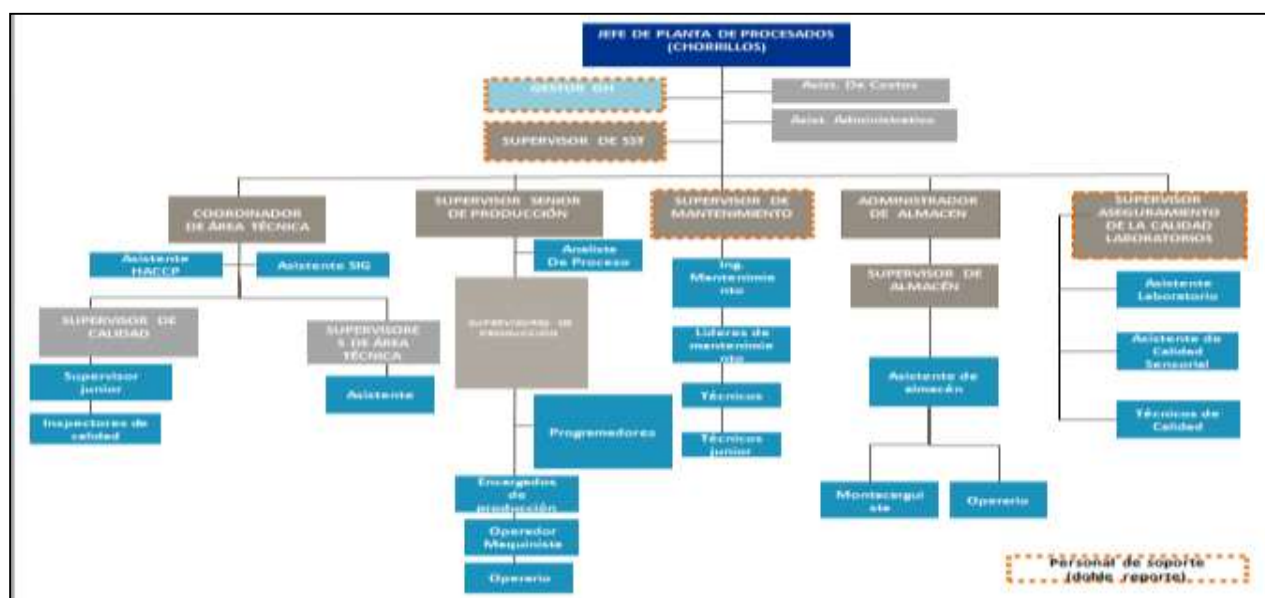 JEFE DE PLANTA DE PROCESADOS
(CHORRILLOS)
GESTOR GH
Asist. De Costos
Asist. Administrativo
SUPERVISOR DE SST
COORDINADOR
DE ÁREA TÉCNICA
SUPERVISOR SENIOR
DE PRODUCCIÓN
SUPERVISOR DE
MANTENIMIENTO
ADMINISTRADOR
DE ALMACEN
SUPERVISOR
ASEGURAMIENTO
DE LA CALIDAD
LABORATORIOS
Asistente
HACCP
Asistente SIG
Analista
De Proceso
Ing.
Mantenimie
nto
SUPERVISOR DE
ALMACÉN
Asistente
Laboratorio
SUPERVISOR DE
CALIDAD
SUPERVISORE
S DE ÁREA
TÉCNICA
SUPERVISORES DE
PRODUCCIÓN
Líderes de
mantenimie
nto
Asistente de
Calidad
Sensorial
Supervisor
junior
Asistente
Técnicos
Asistente de
almacén
Inspectores de
calidad
Programadores
Técnicos
junior
Técnicos de
Calidad
Encargados
de
producción
Montacargui
sta
Operario
Operador
Maquinista
Operario
Personal de soporte
(doble reporte)